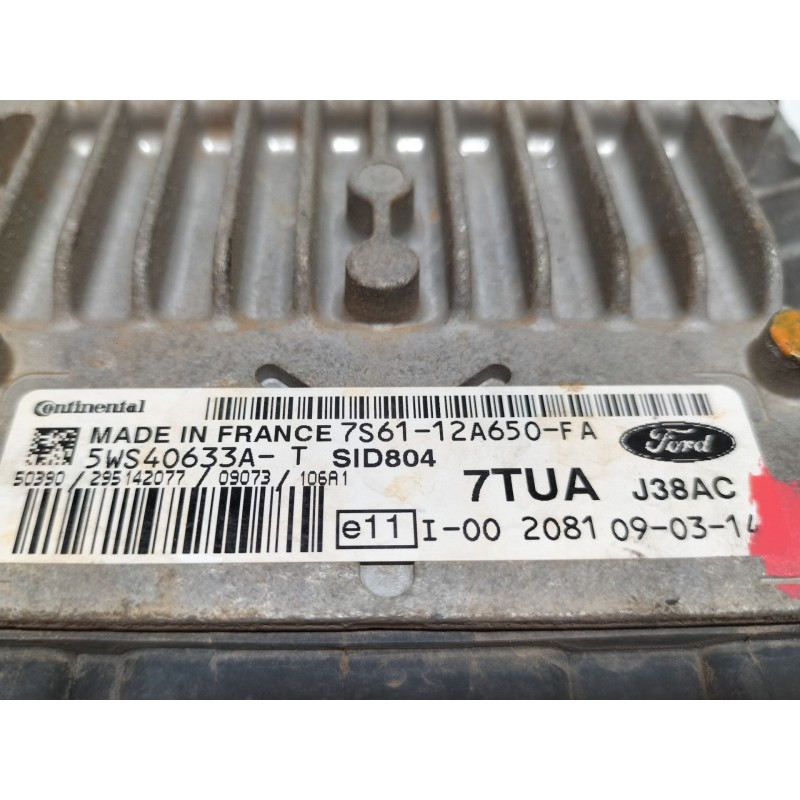 Continental
MADE IN FRANCE 7S61-12A650-FA
5WS40633A-T SID804
Ford
50390 / 295142077 / 09073 / 106A1
7TUA J38AC
e11 I-00 2081 09-03-14